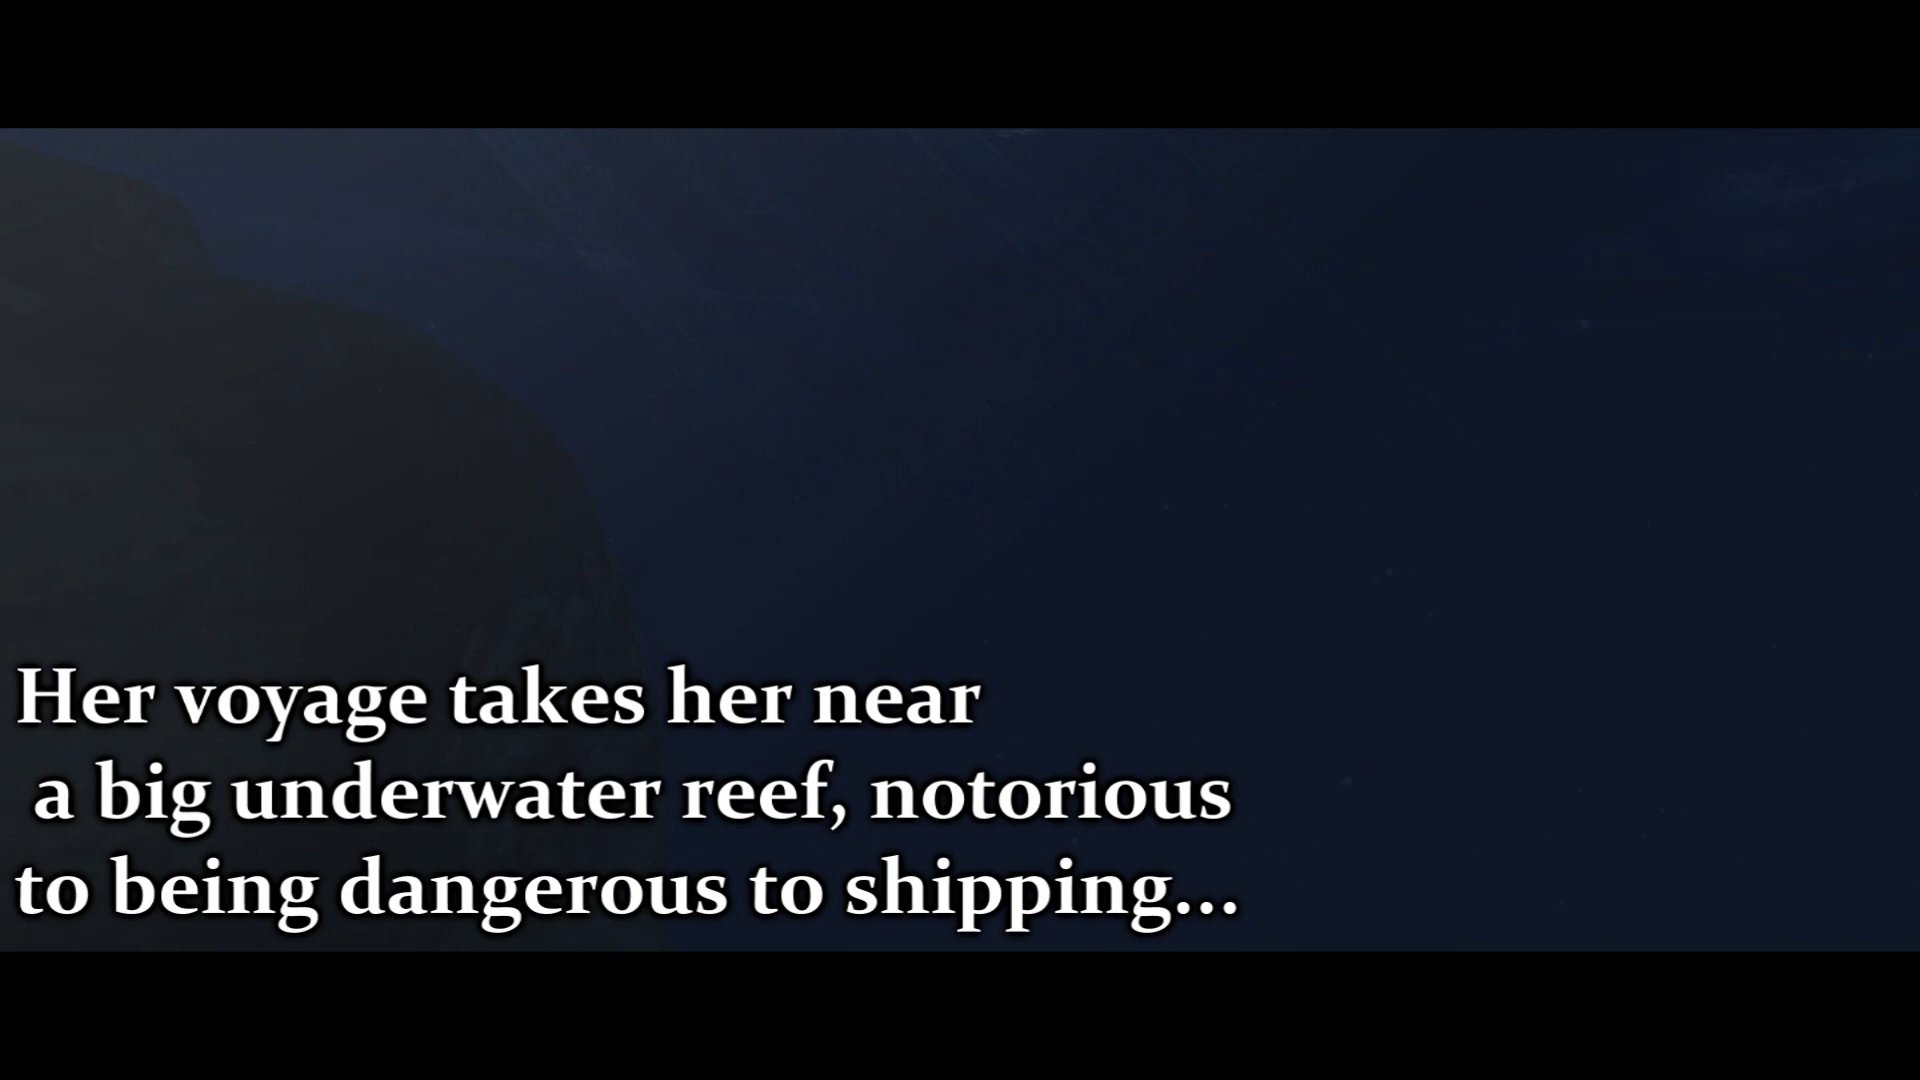 Her voyage takes her near
a big underwater reef, notorious
to being dangerous to shipping...